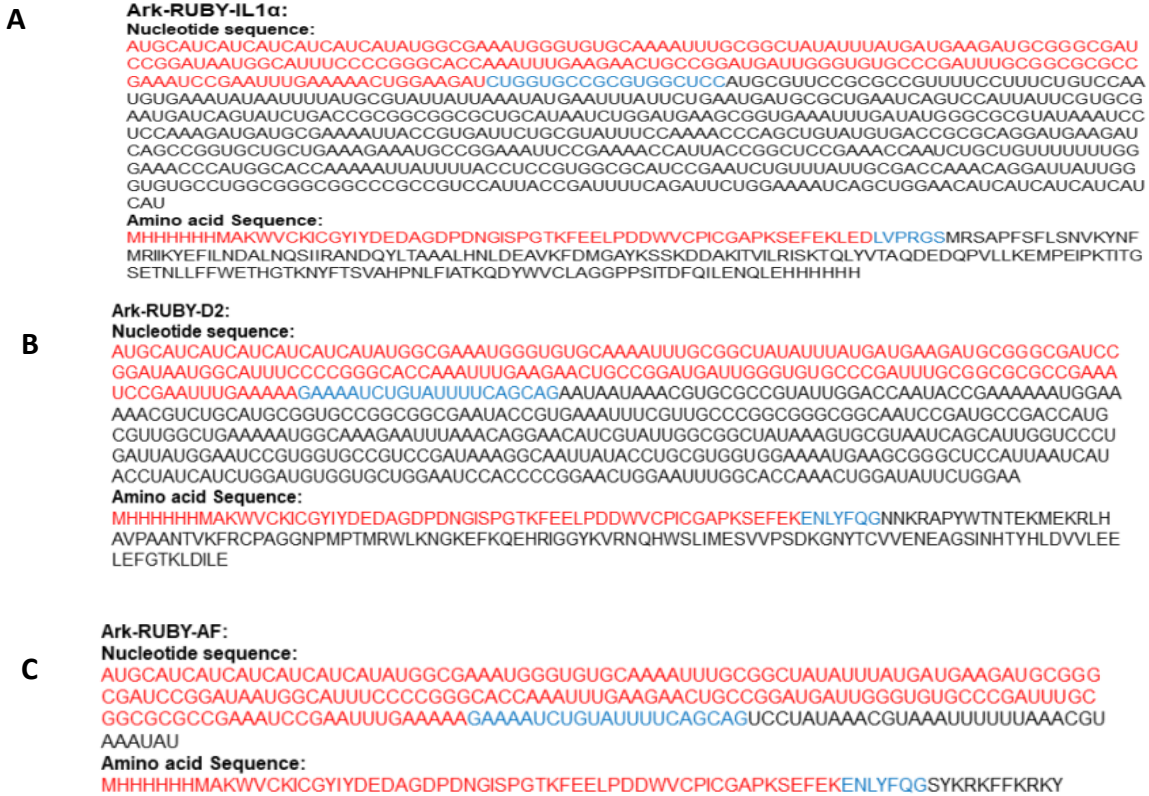 A
Ark-RUBY-IL1α:
Nucleotide sequence:
AUGCAUCAUCAUCAUCAUCAUAUGGCGAAAUGGGUGUGCAAAAUUUGCGGCUAUAUUUAUGAUGAAGAUGCGGGCGAU
CCGGAUAAUGGCAUUUCCCCGGGCACCAAAUUUGAAGAACUGCCGGAUGAUUGGGUGUGCCCGAUUUGCGGCGCGCC
GAAAUCCGAAUUUGAAAAACUGGAAGAUCUGGUGCCGCGUGGCUCCAUGCGUUCCGCGCCGUUUUCCUUUCUGUCCAA
UGUGAAAUAUAAUUUUAUGCGUAUUAUUAAAUAUGAAUUUAUUCUGAAUGAUGCGCUGAAUCAGUCCAUUAUUCGUGCG
AAUGAUCAGUAUCUGACCGCGGCGGCGCUGCAUAAUCUGGAUGAAGCGGUGAAAUUUGAUAUGGGCGCGUAUAAAUCC
UCCAAAGAUGAUGCGAAAAUUACCGUGAUUCUGCGUAUUUCCAAAACCCAGCUGUAUGUGACCGCGCAGGAUGAAGAU
CAGCCGGUGCUGCUGAAAGAAAUGCCGGAAAUUCCGAAAACCAUUACCGGCUCCGAAACCAAUCUGCUGUUUUUUUGG
GAAACCCAUGGCACCAAAAAUUAUUUUACCUCCGUGGCGCAUCCGAAUCUGUUUAUUGCGACCAAACAGGAUUAUUGG
GUGUGCCUGGCGGGCGGCCCGCCGUCCAUUACCGAUUUUCAGAUUCUGGAAAAUCAGCUGGAACAUCAUCAUCAUCAU
CAU
Amino acid Sequence:
MHHHHHHMAKWVCKICGYIYDEDAGDPDNGISPGTKFEELPDDWVCPICGAPKSEFEKLEDLVPRGSMRSAPFSFLSNVKYNF
MRIIKYEFILNDALNQSIIRANDQYLTAAALHNLDEAVKFDMGAYKSSKDDAKITVILRISKTQLYVTAQDEDQPVLLKEMPEIPKTITG
SETNLLFFWETHGTKNYFTSVAHPNLFIATKQDYWVCLAGGPPSITDFQILENQLEHHHHHH
B
Ark-RUBY-D2:
Nucleotide sequence:
AUGCAUCAUCAUCAUCAUCAUAUGGCGAAAUGGGUGUGCAAAAUUUGCGGCUAUAUUUAUGAUGAAGAUGCGGGCGAUCC
GGAUAAUGGCAUUUCCCCGGGCACCAAAUUUGAAGAACUGCCGGAUGAUUGGGUGUGCCCGAUUUGCGGCGCGCCGAAA
UCCGAAUUUGAAAAAGAAAAUCUGUAUUUUCAGCAGAAUAAUAAACGUGCGCCGUAUUGGACCAAUACCGAAAAAAUGGAA
AAACGUCUGCAUGCGGUGCCGGCGGCGAAUACCGUGAAAUUUCGUUGCCCGGCGGGCGGCAAUCCGAUGCCGACCAUG
CGUUGGCUGAAAAAUGGCAAAGAAUUUAAACAGGAACAUCGUAUUGGCGGCUAUAAAGUGCGUAAUCAGCAUUGGUCCCU
GAUUAUGGAAUCCGUGGUGCCGUCCGAUAAAGGCAAUUAUACCUGCGUGGUGGAAAAUGAAGCGGGCUCCAUUAAUCAU
ACCUAUCAUCUGGAUGUGGUGCUGGAAUCCACCCCGGAACUGGAAUUUGGCACCAAACUGGAUAUUCUGGAA
Amino acid Sequence:
MHHHHHHMAKWVCKICGYIYDEDAGDPDNGISPGTKFEELPDDWVCPICGAPKSEFEKENLYFQGNNKRAPYWTNTEKMEKRLH
AVPAANTVKFRCPAGGNPMPTMRWLKNGKEFKQEHRIGGYKVRNQHWSLIMESVVPSDKGNYTCVVENEAGSINHTYHLDVVLEE
LEFGTKLDILE
C
Ark-RUBY-AF:
Nucleotide sequence:
AUGCAUCAUCAUCAUCAUCAUAUGGCGAAAUGGGUGUGCAAAAUUUGCGGCUAUAUUUAUGAUGAAGAUGCGGG
CGAUCCGGAUAAUGGCAUUUCCCCGGGCACCAAAUUUGAAGAACUGCCGGAUGAUUGGGUGUGCCCGAUUUGC
GGCGCGCCGAAAUCCGAAUUUGAAAAAGAAAAUCUGUAUUUUCAGCAGUCCUAUAAACGUAAAUUUUUUAAACGU
AAAUAU
Amino acid Sequence:
MHHHHHHMAKWVCKICGYIYDEDAGDPDNGISPGTKFEELPDDWVCPICGAPKSEFEKENLYFQGSYKRKFFKRKY